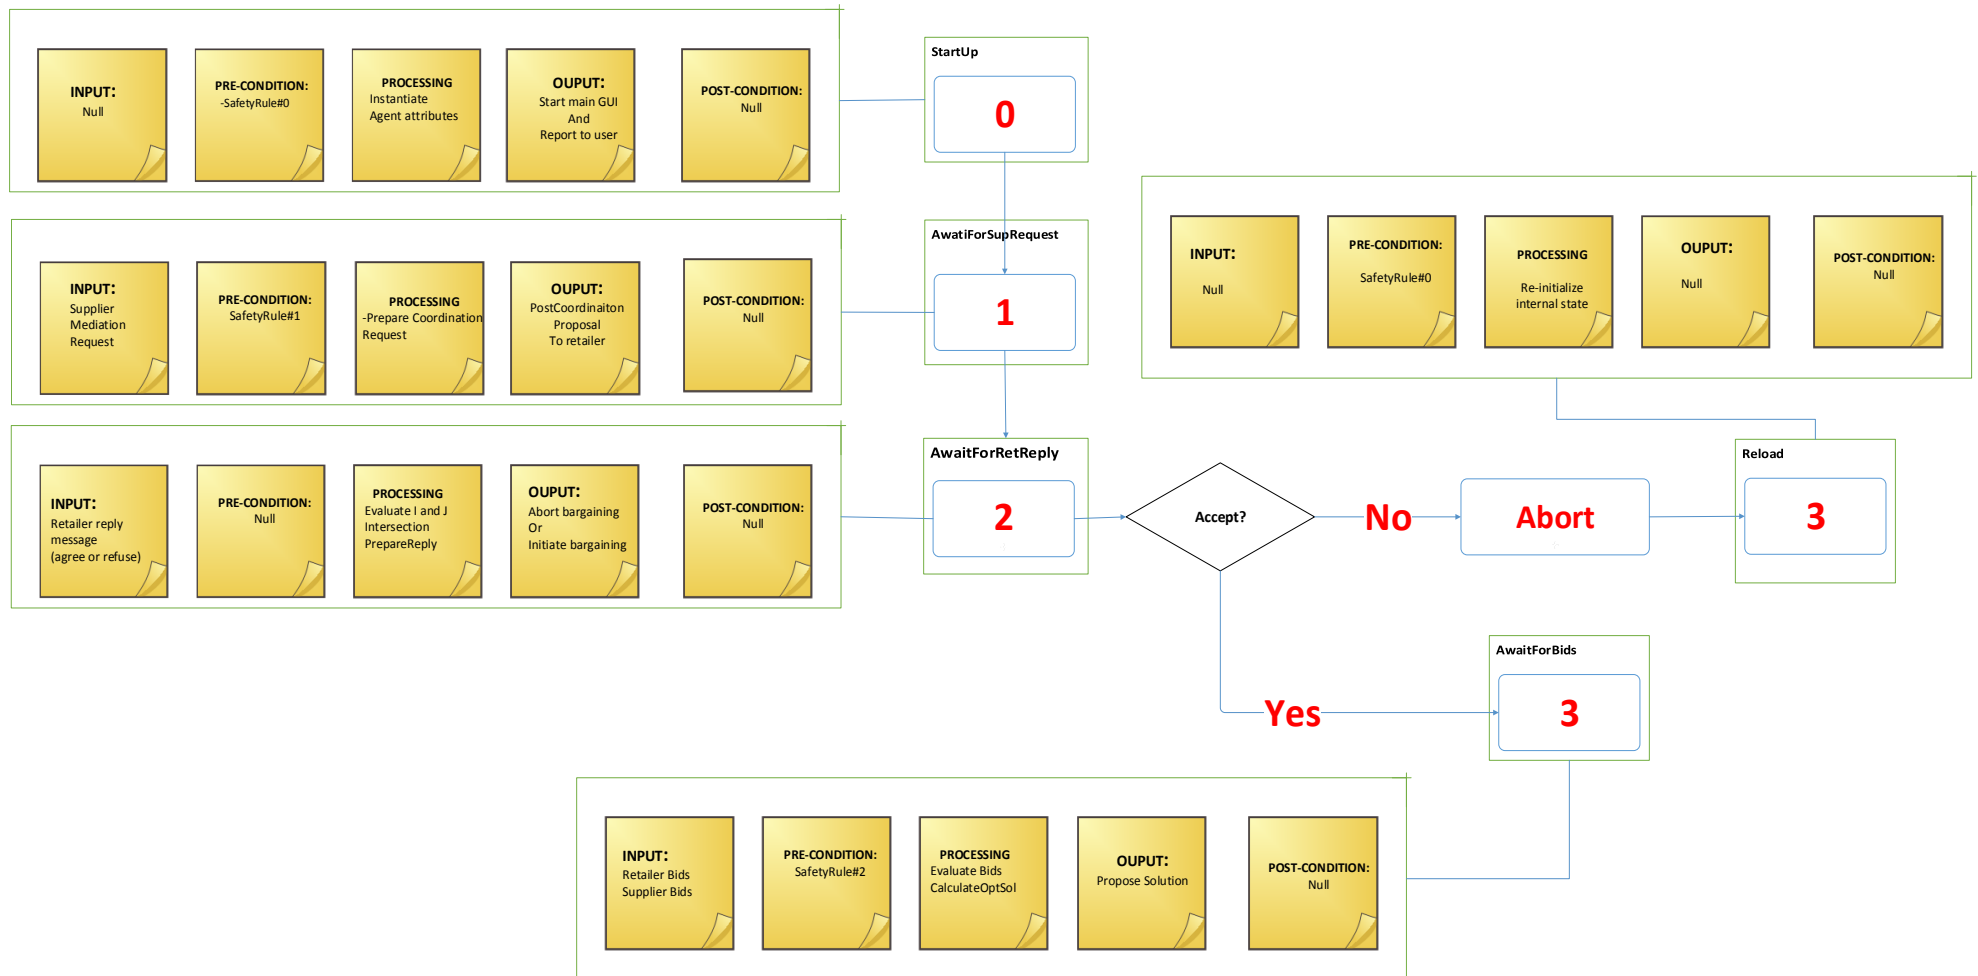 INPUT:
Null
PRE-CONDITION:
-SafetyRule#0
PROCESSING
Instantiate
Agent attributes
OUPUT:
Start main GUI
And
Report to user
POST-CONDITION:
Null
StartUp
0
INPUT:
Supplier
Mediation
Request
PRE-CONDITION:
SafetyRule#1
PROCESSING
-Prepare Coordination
Request
OUPUT:
PostCoordinaiton
Proposal
To retailer
POST-CONDITION:
Null
AwatiForSupRequest
1
INPUT:
Null
PRE-CONDITION:
SafetyRule#0
PROCESSING
Re-initialize
internal state
OUPUT:
Null
POST-CONDITION:
Null
INPUT:
Retailer reply
message
(agree or refuse)
PRE-CONDITION:
Null
PROCESSING
Evaluate I and J
Intersection
PrepareReply
OUPUT:
Abort bargaining
Or
Initiate bargaining
POST-CONDITION:
Null
AwaitForRetReply
2
Accept?
No
Abort
Reload
3
Yes
AwaitForBids
3
INPUT:
Retailer Bids
Supplier Bids
PRE-CONDITION:
SafetyRule#2
PROCESSING
Evaluate Bids
CalculateOptSol
OUPUT:
Propose Solution
POST-CONDITION:
Null